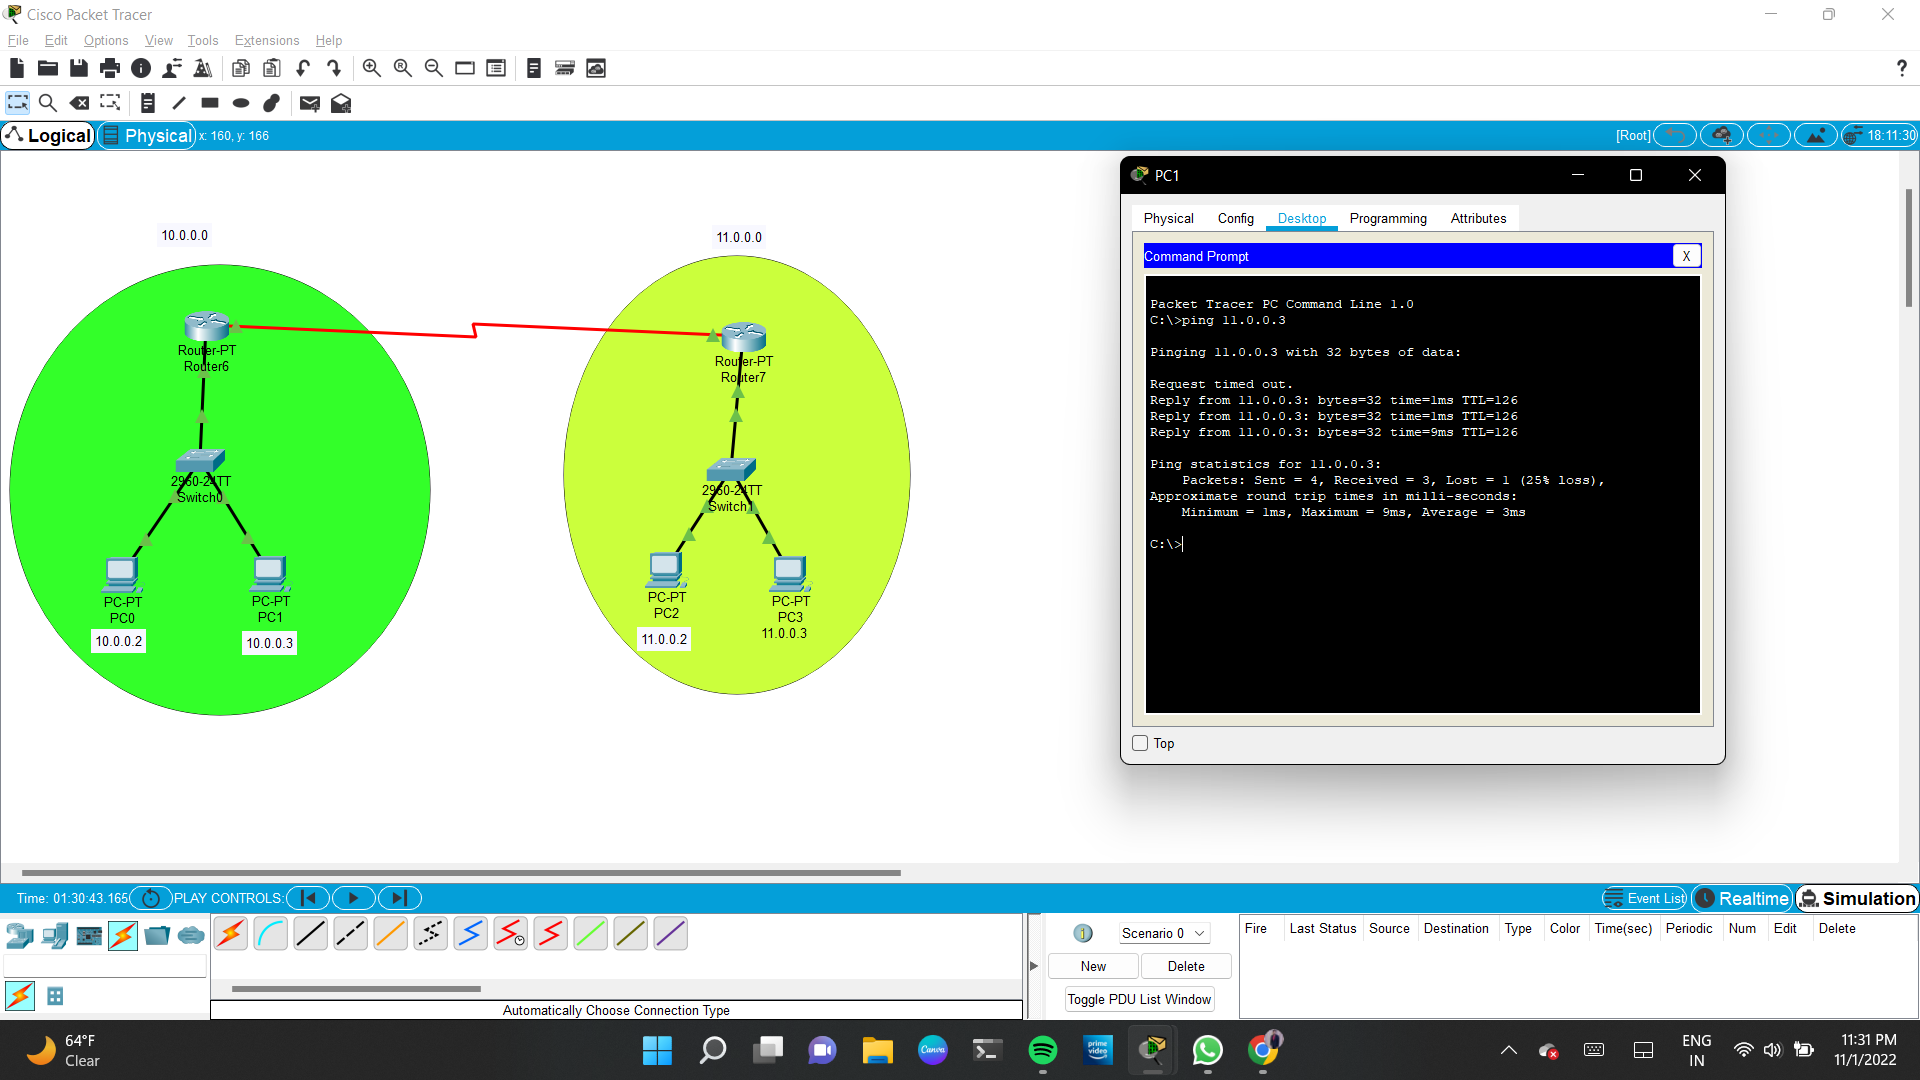 Cisco Packet Tracer
File Edit Options View Tools Extensions Help
Logical Physical x: 160, y: 166 [Root] 18:11:30
10.0.0.0
11.0.0.0
Router-PT
Router6
Router-PT
Router7
2960-24TT
Switch0
2960-24TT
Switch1
PC-PT
PC0
10.0.0.2
PC-PT
PC1
10.0.0.3
PC-PT
PC2
11.0.0.2
PC-PT
PC3
11.0.0.3
PC1
Physical Config Desktop Programming Attributes
Command Prompt X
Packet Tracer PC Command Line 1.0
C:\>ping 11.0.0.3
Pinging 11.0.0.3 with 32 bytes of data:
Request timed out.
Reply from 11.0.0.3: bytes=32 time=1ms TTL=126
Reply from 11.0.0.3: bytes=32 time=1ms TTL=126
Reply from 11.0.0.3: bytes=32 time=9ms TTL=126
Ping statistics for 11.0.0.3:
Packets: Sent = 4, Received = 3, Lost = 1 (25% loss),
Approximate round trip times in milli-seconds:
Minimum = 1ms, Maximum = 9ms, Average = 3ms
C:\>
Top
Time: 01:30:43.165 PLAY CONTROLS: Event List Realtime Simulation
Scenario 0
New Delete
Toggle PDU List Window
Fire Last Status Source Destination Type Color Time(sec) Periodic Num Edit Delete
Automatically Choose Connection Type
64°F
Clear
Canva
prime video
ENG
IN
11:31 PM
11/1/2022